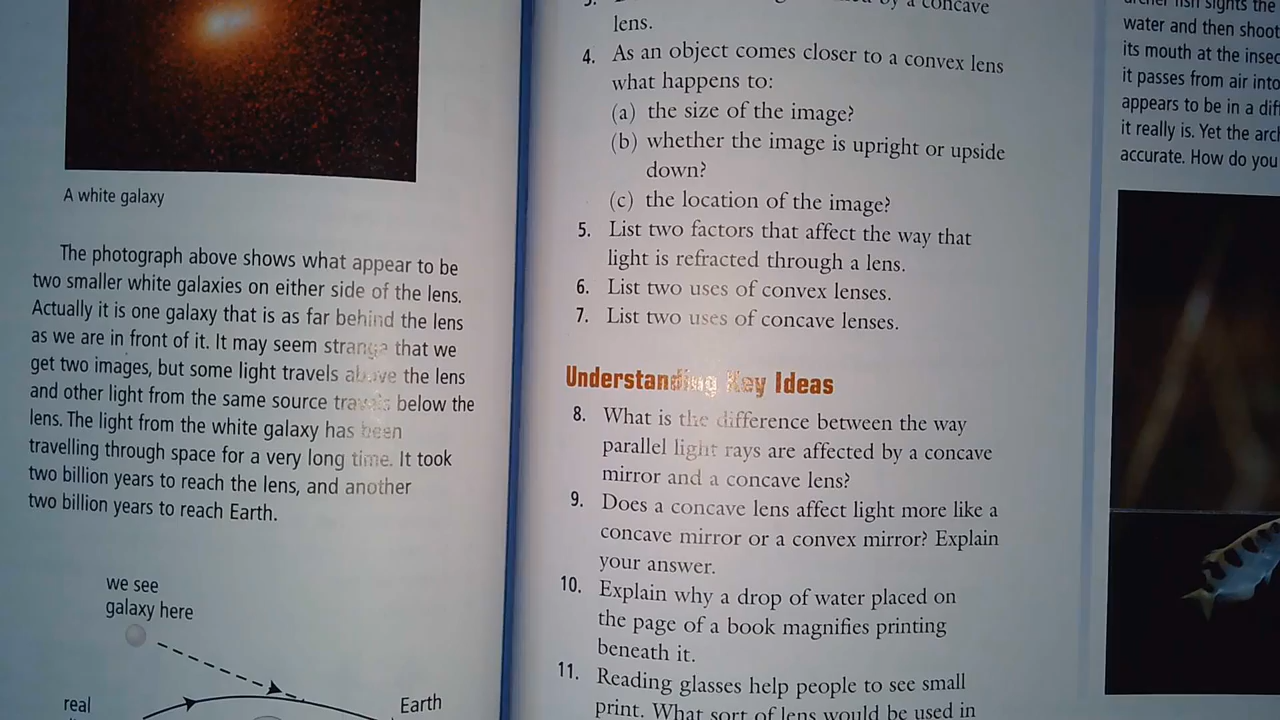 A white galaxy
The photograph above shows what appear to be
two smaller white galaxies on either side of the lens.
Actually it is one galaxy that is as far behind the lens
as we are in front of it. It may seem strange that we
get two images, but some light travels above the lens
and other light from the same source travels below the
lens. The light from the white galaxy has been
travelling through space for a very long time. It took
two billion years to reach the lens, and another
two billion years to reach Earth.
we see
galaxy here
real
Earth
by a concave
lens.
4. As an object comes closer to a convex lens
what happens to:
(a) the size of the image?
(b) whether the image is upright or upside
down?
(c) the location of the image?
5. List two factors that affect the way that
light is refracted through a lens.
6. List two uses of convex lenses.
7. List two uses of concave lenses.
Understanding Key Ideas
8. What is the difference between the way
parallel light rays are affected by a concave
mirror and a concave lens?
9. Does a concave lens affect light more like a
concave mirror or a convex mirror? Explain
your answer.
10. Explain why a drop of water placed on
the page of a book magnifies printing
beneath it.
11. Reading glasses help people to see small
print. What sort of lens would be used in
archer fish sights the
water and then shoot
its mouth at the insec
it passes from air into
appears to be in a dif
it really is. Yet the arc
accurate. How do you